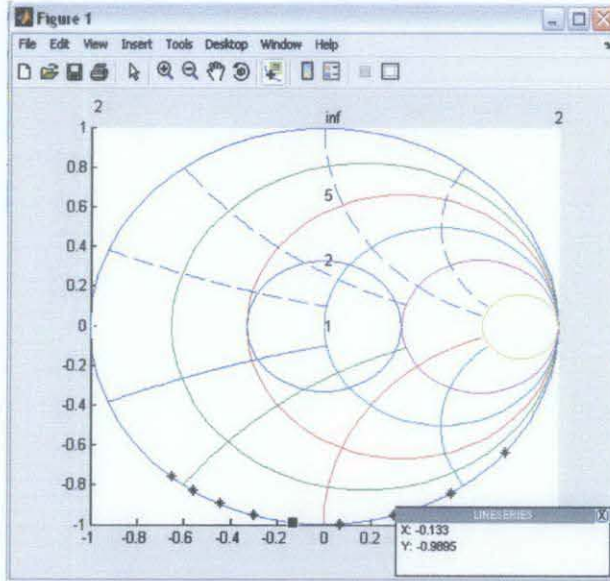 Figure 1
File Edit View Insert Tools Desktop Window Help
2 inf 2
1
0.8
0.6
5
0.4
2
0.2
0
1
-0.2
-0.4
-0.6
-0.8
-1
-1 -0.8 -0.6 -0.4 -0.2 0 0.2
LINESERIES
X: -0.133
Y: -0.9895